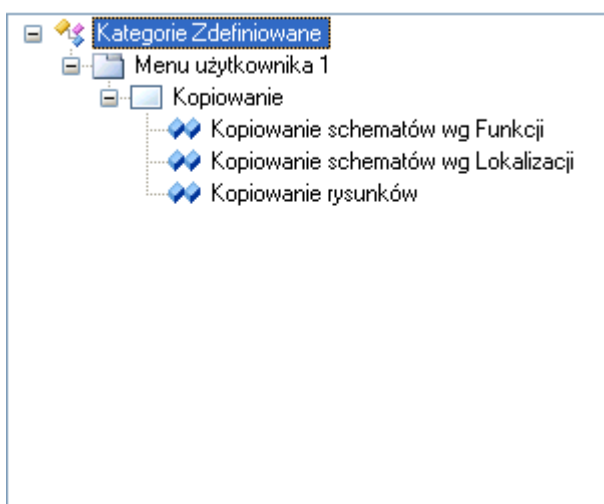 Kategorie Zdefiniowane
Menu użytkownika 1
Kopiowanie
Kopiowanie schematów wg Funkcji
Kopiowanie schematów wg Lokalizacji
Kopiowanie rysunków